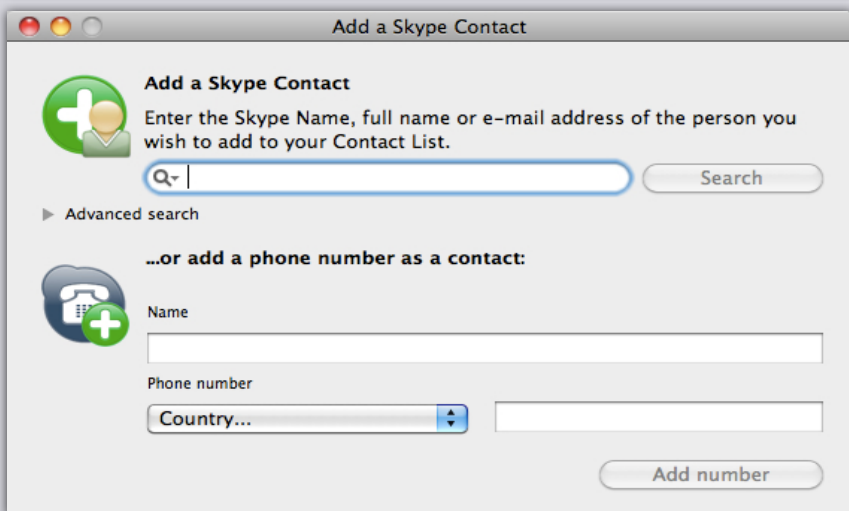 Add a Skype Contact
Add a Skype Contact
Enter the Skype Name, full name or e-mail address of the person you
wish to add to your Contact List.
Search
Advanced search
...or add a phone number as a contact:
Name
Phone number
Country...
Add number